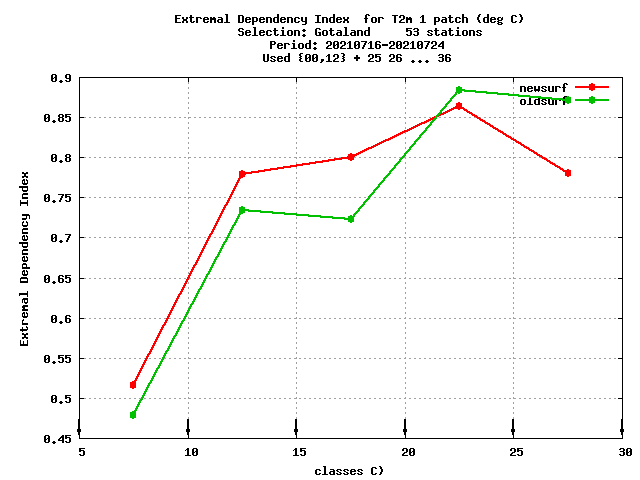 Extremal Dependency Index  for T2m 1 patch (deg C)
Selection: Gotaland     53 stations
Period: 20210716-20210724
Used {00,12} + 25 26 ... 36
newsurf
oldsurf
Extremal Dependency Index
0.9
0.85
0.8
0.75
0.7
0.65
0.6
0.55
0.5
0.45
5 10 15 20 25 30
classes C)